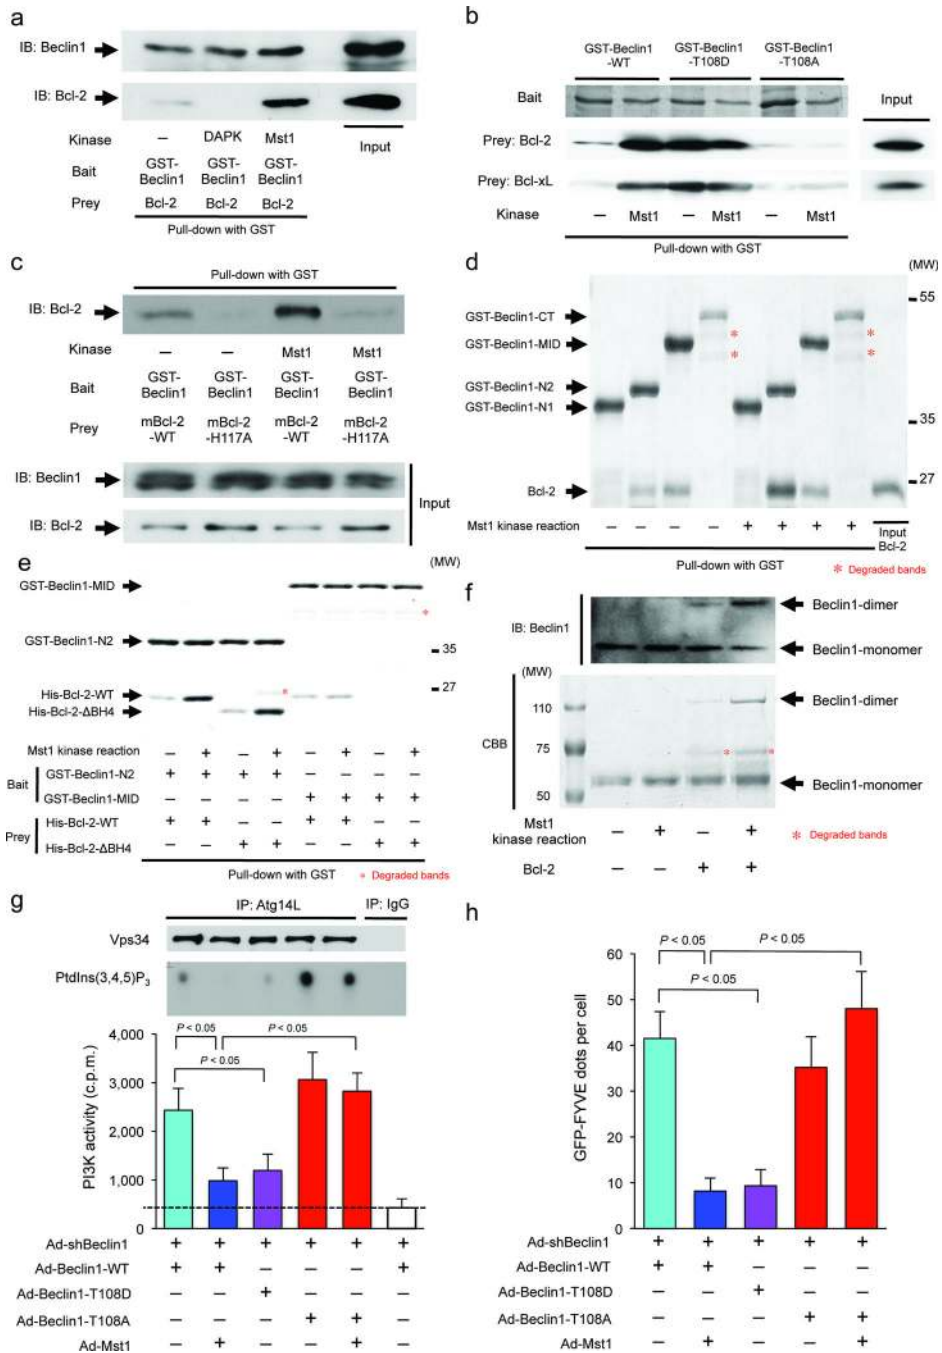 a
IB: Beclin1
IB: Bcl-2
Kinase — DAPK Mst1 Input
Bait GST-Beclin1 GST-Beclin1 GST-Beclin1
Prey Bcl-2 Bcl-2 Bcl-2
Pull-down with GST
b
GST-Beclin1-WT GST-Beclin1-T108D GST-Beclin1-T108A
Bait Input
Prey: Bcl-2
Prey: Bcl-xL
Kinase — Mst1 — Mst1 — Mst1
Pull-down with GST
c
Pull-down with GST
IB: Bcl-2
Kinase — — Mst1 Mst1
Bait GST-Beclin1 GST-Beclin1 GST-Beclin1 GST-Beclin1
Prey mBcl-2-WT mBcl-2-H117A mBcl-2-WT mBcl-2-H117A
IB: Beclin1
Input
IB: Bcl-2
d
(MW)
55
GST-Beclin1-CT
*
GST-Beclin1-MID
*
GST-Beclin1-N2
GST-Beclin1-N1
35
27
Bcl-2
Mst1 kinase reaction — — — — + + + + Input Bcl-2
Pull-down with GST * Degraded bands
e
(MW)
GST-Beclin1-MID
*
GST-Beclin1-N2
35
27
His-Bcl-2-WT *
His-Bcl-2-ΔBH4
Mst1 kinase reaction — + — + — + — +
Bait
GST-Beclin1-N2 + + + + — — — —
GST-Beclin1-MID — — — — + + + +
Prey
His-Bcl-2-WT + + — — + + — —
His-Bcl-2-ΔBH4 — — + + — — + +
Pull-down with GST * Degraded bands
f
IB: Beclin1
Beclin1-dimer
Beclin1-monomer
(MW)
CBB
110
Beclin1-dimer
75 * *
50
Beclin1-monomer
Mst1 kinase reaction — + — +
* Degraded bands
Bcl-2 — — + +
g
IP: Atg14L IP: IgG
Vps34
PtdIns(3,4,5)P3
P < 0.05
P < 0.05
P < 0.05
PI3K activity (c.p.m.)
4,000
3,000
2,000
1,000
0
Ad-shBeclin1 + + + + + +
Ad-Beclin1-WT + + — — — +
Ad-Beclin1-T108D — — + — — —
Ad-Beclin1-T108A — — — + + —
Ad-Mst1 — + — — + —
h
P < 0.05
P < 0.05
P < 0.05
GFP-FYVE dots per cell
60
50
40
30
20
10
0
Ad-shBeclin1 + + + + +
Ad-Beclin1-WT + + — — —
Ad-Beclin1-T108D — — + — —
Ad-Beclin1-T108A — — — + +
Ad-Mst1 — + — — +